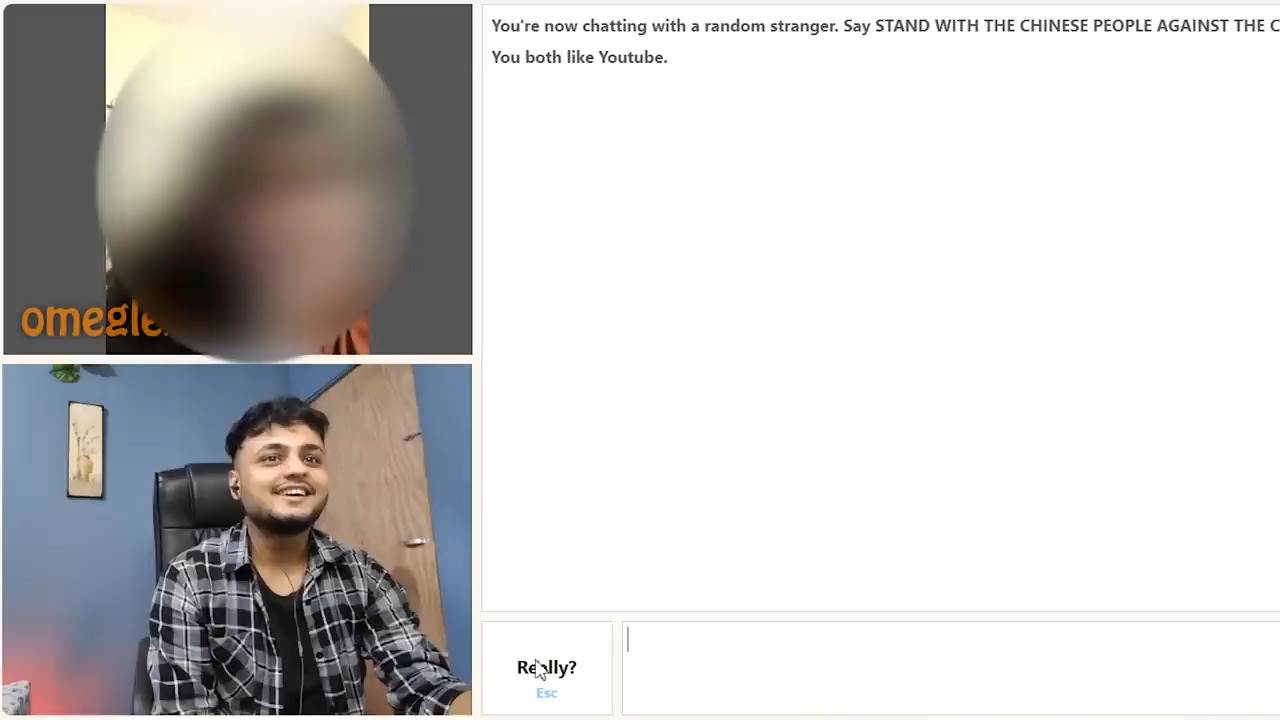 You're now chatting with a random stranger. Say STAND WITH THE CHINESE PEOPLE AGAINST THE C
You both like Youtube.
omegle
Really?
Esc